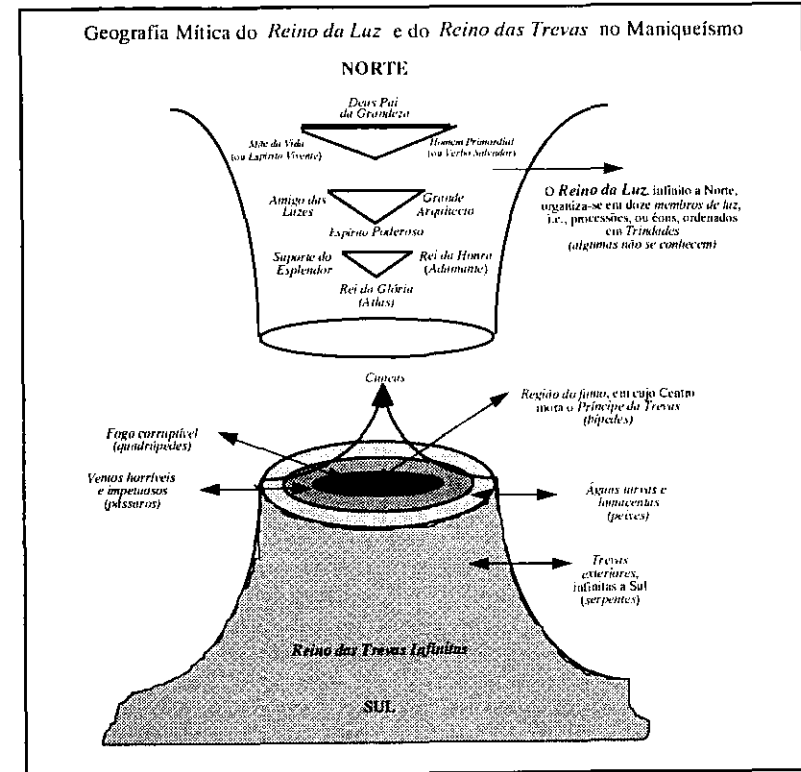 Geografia Mítica do Reino da Luz e do Reino das Trevas no Maniqueísmo
NORTE
Deus Pai
da Grandeza
Mãe da Vida
(ou Espírito Vivente)
Homem Primordial
(ou Verbo Salvador)
O Reino da Luz, infinito a Norte,
organiza-se em doze membros de luz,
i.e., processões, ou éons, ordenados
em Trindades
(algumas não se conhecem)
Amigo das
Luzes
Grande
Arquitecto
Espírito Poderoso
Suporte do
Esplendor
Rei da Honra
(Adamante)
Rei da Glória
(Atlas)
Cuneus
Região do fumo, em cujo Centro
mora o Príncipe da Trevas
(bípedes)
Fogo corruptível
(quadrúpedes)
Ventos horríveis
e impetuosos
(pássaros)
Águas turvas e
lamacentas
(peixes)
Trevas
exteriores,
infinitas a Sul
(serpentes)
Reino das Trevas Infinitas
SUL